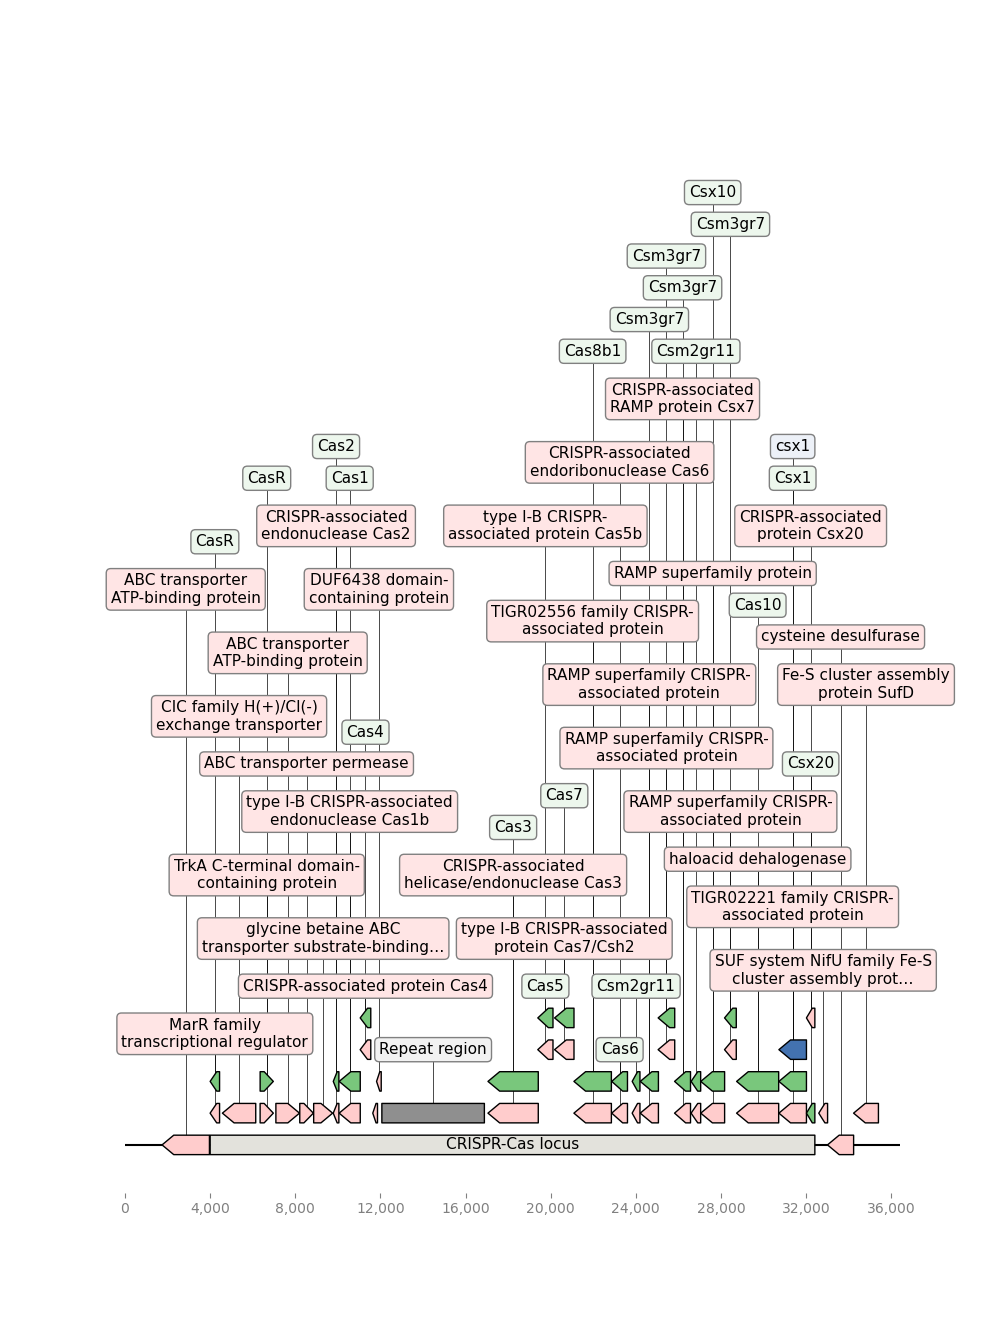 Csx10
Csm3gr7
Csm3gr7
Csm3gr7
Csm3gr7
Cas8b1
Csm2gr11
CRISPR-associated
RAMP protein Csx7
Cas2
csx1
CRISPR-associated
endoribonuclease Cas6
CasR
Cas1
Csx1
CRISPR-associated
endonuclease Cas2
type I-B CRISPR-
associated protein Cas5b
CRISPR-associated
protein Csx20
CasR
ABC transporter
ATP-binding protein
DUF6438 domain-
containing protein
RAMP superfamily protein
TIGR02556 family CRISPR-
associated protein
Cas10
cysteine desulfurase
ABC transporter
ATP-binding protein
RAMP superfamily CRISPR-
associated protein
Fe-S cluster assembly
protein SufD
ClC family H(+)/Cl(-)
exchange transporter
Cas4
RAMP superfamily CRISPR-
associated protein
ABC transporter permease
Csx20
Cas7
type I-B CRISPR-associated
endonuclease Cas1b
RAMP superfamily CRISPR-
associated protein
Cas3
TrkA C-terminal domain-
containing protein
CRISPR-associated
helicase/endonuclease Cas3
haloacid dehalogenase
TIGR02221 family CRISPR-
associated protein
glycine betaine ABC
transporter substrate-binding...
type I-B CRISPR-associated
protein Cas7/Csh2
SUF system NifU family Fe-S
cluster assembly prot...
CRISPR-associated protein Cas4
Cas5
Csm2gr11
MarR family
transcriptional regulator
Repeat region
Cas6
CRISPR-Cas locus
0
4,000
8,000
12,000
16,000
20,000
24,000
28,000
32,000
36,000